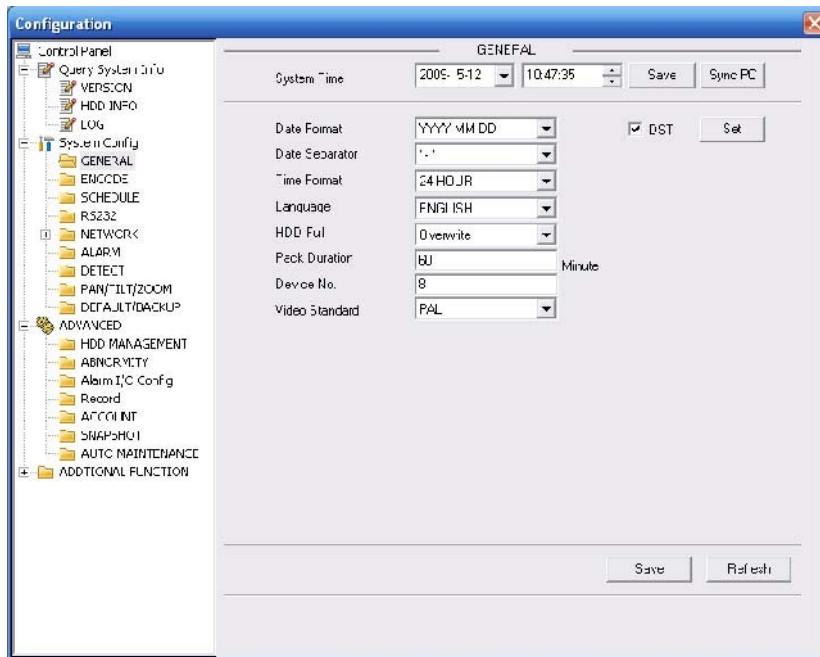 Configuration
Control Panel
Query System Info
VERSION
HDD INFO
LOG
System Config
GENERAL
ENCODE
SCHEDULE
RS232
NETWORK
ALARM
DETECT
PAN/TILT/ZOOM
DEFAULT/BACKUP
ADVANCED
HDD MANAGEMENT
ABNORMITY
Alarm I/O Config
Record
ACCOUNT
SNAPSHOT
AUTO MAINTENANCE
ADDTIONAL FUNCTION
GENERAL
System Time 2009- 5-12 10:47:35 Save Sync PC
Date Format YYYY MM DD DST Set
Date Separator '-'
Time Format 24 HOUR
Language ENGLISH
HDD Full Overwrite
Pack Duration 60 Minute
Device No. 8
Video Standard PAL
Save Refresh